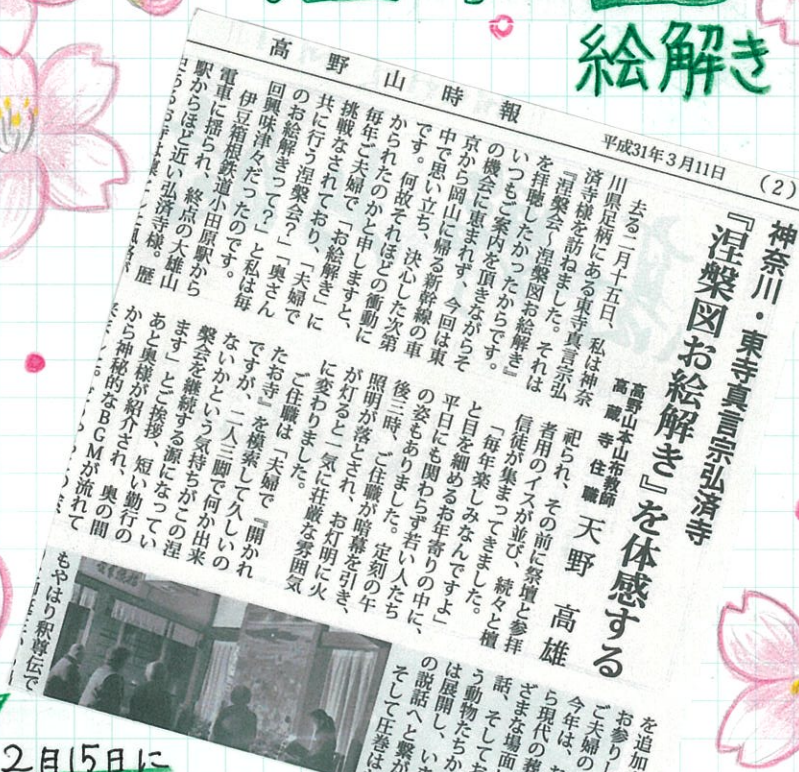 絵解き
高野山時報
平成31年3月11日
(2)
神奈川・東寺真言宗弘済寺
『涅槃図お絵解き』を体感する
高野山本山布教師
高蔵寺住職
天野高雄
去る二月十五日、私は神奈
川県足柄にある東寺真言宗弘
済寺様を訪ねました。それは
『涅槃会〜涅槃図お絵解き』
を拝聴したかったからです。
いつもご案内を頂きながらそ
の機会に恵まれず、今回は東
京から岡山に帰る新幹線の車
中で思い立ち、決心した次第
です。何故それほどの衝動に
かられたのかと申しますと、
毎年ご夫婦で、「お絵解き」に
挑戦なされており、「夫婦で
共に行う涅槃会?」「奥さん
のお絵解きって?」と私は毎
回興味津々だったのです。
伊豆箱根鉄道小田原駅から
電車に揺られ、終点の大雄山
駅からほど近い弘済寺様。歴
祀られ、その前に祭壇と参拝
者用のイスが並び、続々と檀
信徒が集まってきました。
「毎年楽しみなんですよ」
と目を細めるお年寄りの中に、
平日にも関わらず若い人たち
の姿もありました。定刻の午
後三時、ご住職が暗幕を引き、
照明が落とされ、お灯明に火
が灯ると一気に荘厳な雰囲気
に変わりました。
ご住職は「夫婦で『開かれ
たお寺』を模索して久しいの
ですが、二人三脚で何か出来
ないかという気持ちがこの涅
槃会を継続する源になってい
ます」とご挨拶、短い勤行の
あと奥様が紹介され、奥の間
から神秘的なBGMが流れて
を追加
お参り
ご夫婦の
今年は、
ら現代の葬
ざまな場面
話、そして
う動物たちか
は展開し、
の説話へと繋が
そして圧巻は
もやはり釈尊伝で
2月15日に